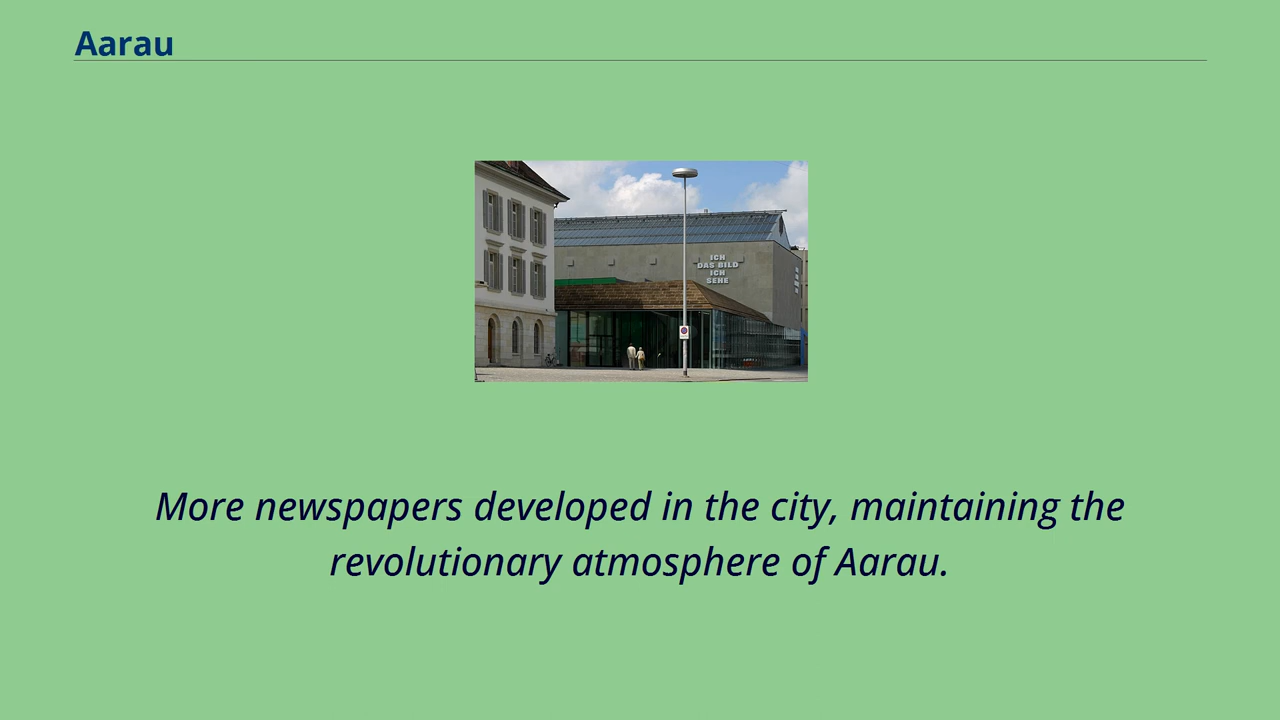 Aarau
ICH
DAS BILD
ICH
SEHE
More newspapers developed in the city, maintaining the
revolutionary atmosphere of Aarau.